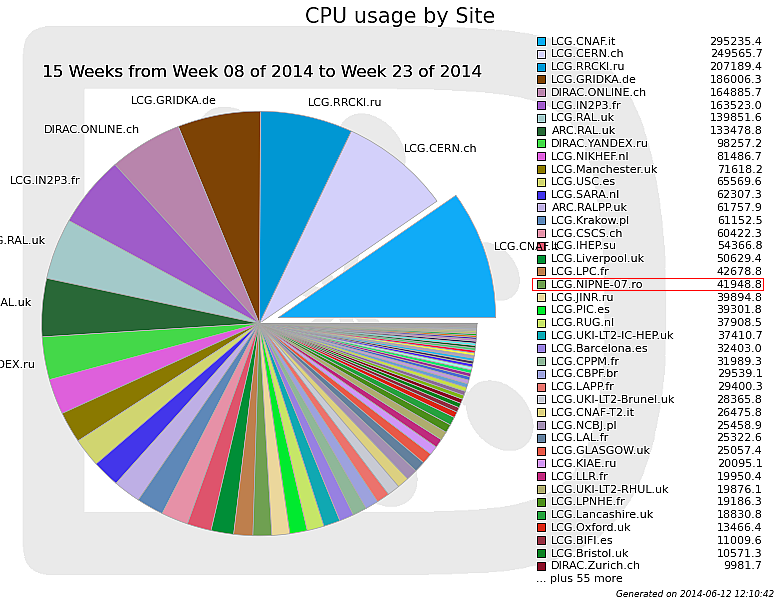 CPU usage by Site
15 Weeks from Week 08 of 2014 to Week 23 of 2014
LCG.GRIDKA.de
LCG.RRCKI.ru
DIRAC.ONLINE.ch
LCG.CERN.ch
LCG.IN2P3.fr
.RAL.uk
LCG.CNAF.it
AL.uk
DEX.ru
LCG.CNAF.it 295235.4
LCG.CERN.ch 249565.7
LCG.RRCKI.ru 207189.4
LCG.GRIDKA.de 186006.3
DIRAC.ONLINE.ch 164885.7
LCG.IN2P3.fr 163523.0
LCG.RAL.uk 139851.6
ARC.RAL.uk 133478.8
DIRAC.YANDEX.ru 98257.2
LCG.NIKHEF.nl 81486.7
LCG.Manchester.uk 71618.2
LCG.USC.es 65569.6
LCG.SARA.nl 62307.3
ARC.RALPP.uk 61757.9
LCG.Krakow.pl 61152.5
LCG.CSCS.ch 60422.3
LCG.IHEP.su 54366.8
LCG.Liverpool.uk 50629.4
LCG.LPC.fr 42678.8
LCG.NIPNE-07.ro 41948.8
LCG.JINR.ru 39894.8
LCG.PIC.es 39301.8
LCG.RUG.nl 37908.5
LCG.UKI-LT2-IC-HEP.uk 37410.7
LCG.Barcelona.es 32403.0
LCG.CPPM.fr 31989.3
LCG.CBPF.br 29539.1
LCG.LAPP.fr 29400.3
LCG.UKI-LT2-Brunel.uk 28365.8
LCG.CNAF-T2.it 26475.8
LCG.NCBJ.pl 25458.9
LCG.LAL.fr 25322.6
LCG.GLASGOW.uk 25057.4
LCG.KIAE.ru 20095.1
LCG.LLR.fr 19950.4
LCG.UKI-LT2-RHUL.uk 19876.1
LCG.LPNHE.fr 19186.3
LCG.Lancashire.uk 18830.8
LCG.Oxford.uk 13466.4
LCG.BIFI.es 11009.6
LCG.Bristol.uk 10571.3
DIRAC.Zurich.ch 9981.7
... plus 55 more
Generated on 2014-06-12 12:10:42